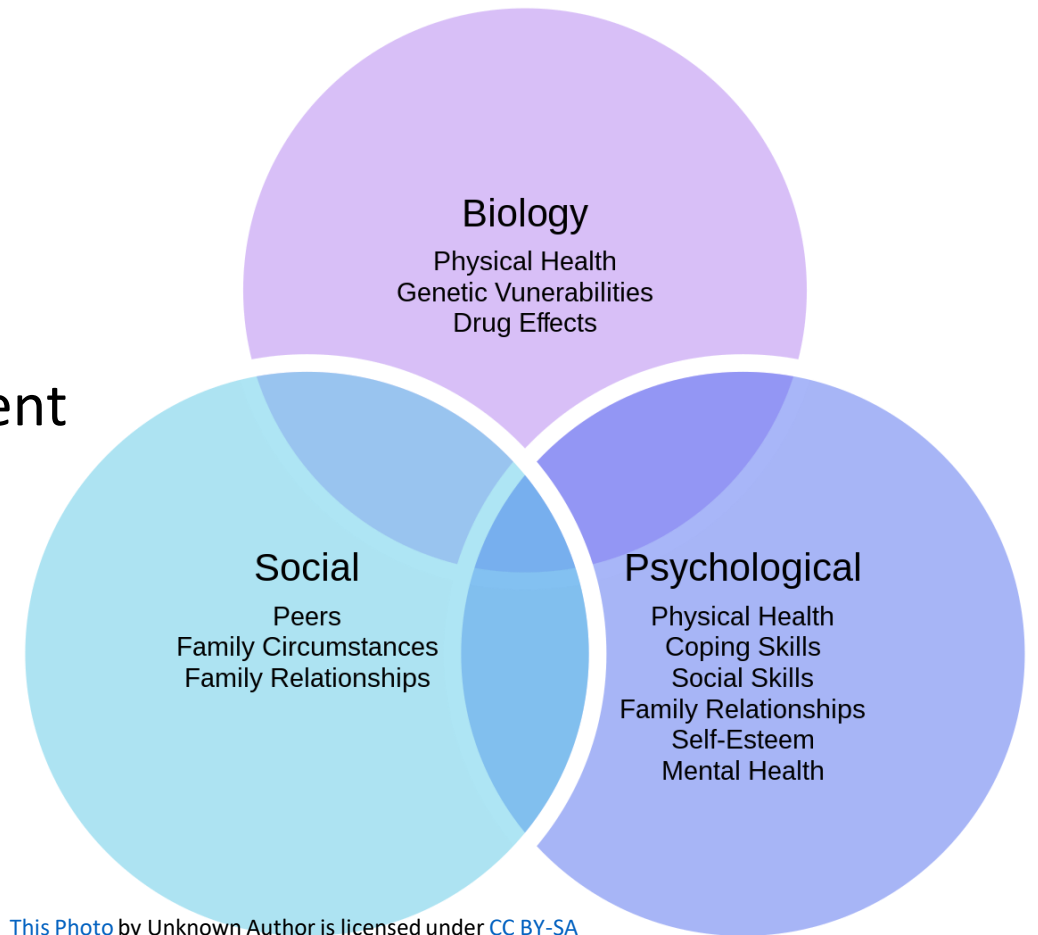 Biology
Physical Health
Genetic Vunerabilities
Drug Effects
ent
Social
Peers
Family Circumstances
Family Relationships
Psychological
Physical Health
Coping Skills
Social Skills
Family Relationships
Self-Esteem
Mental Health
This Photo by Unknown Author is licensed under CC BY-SA